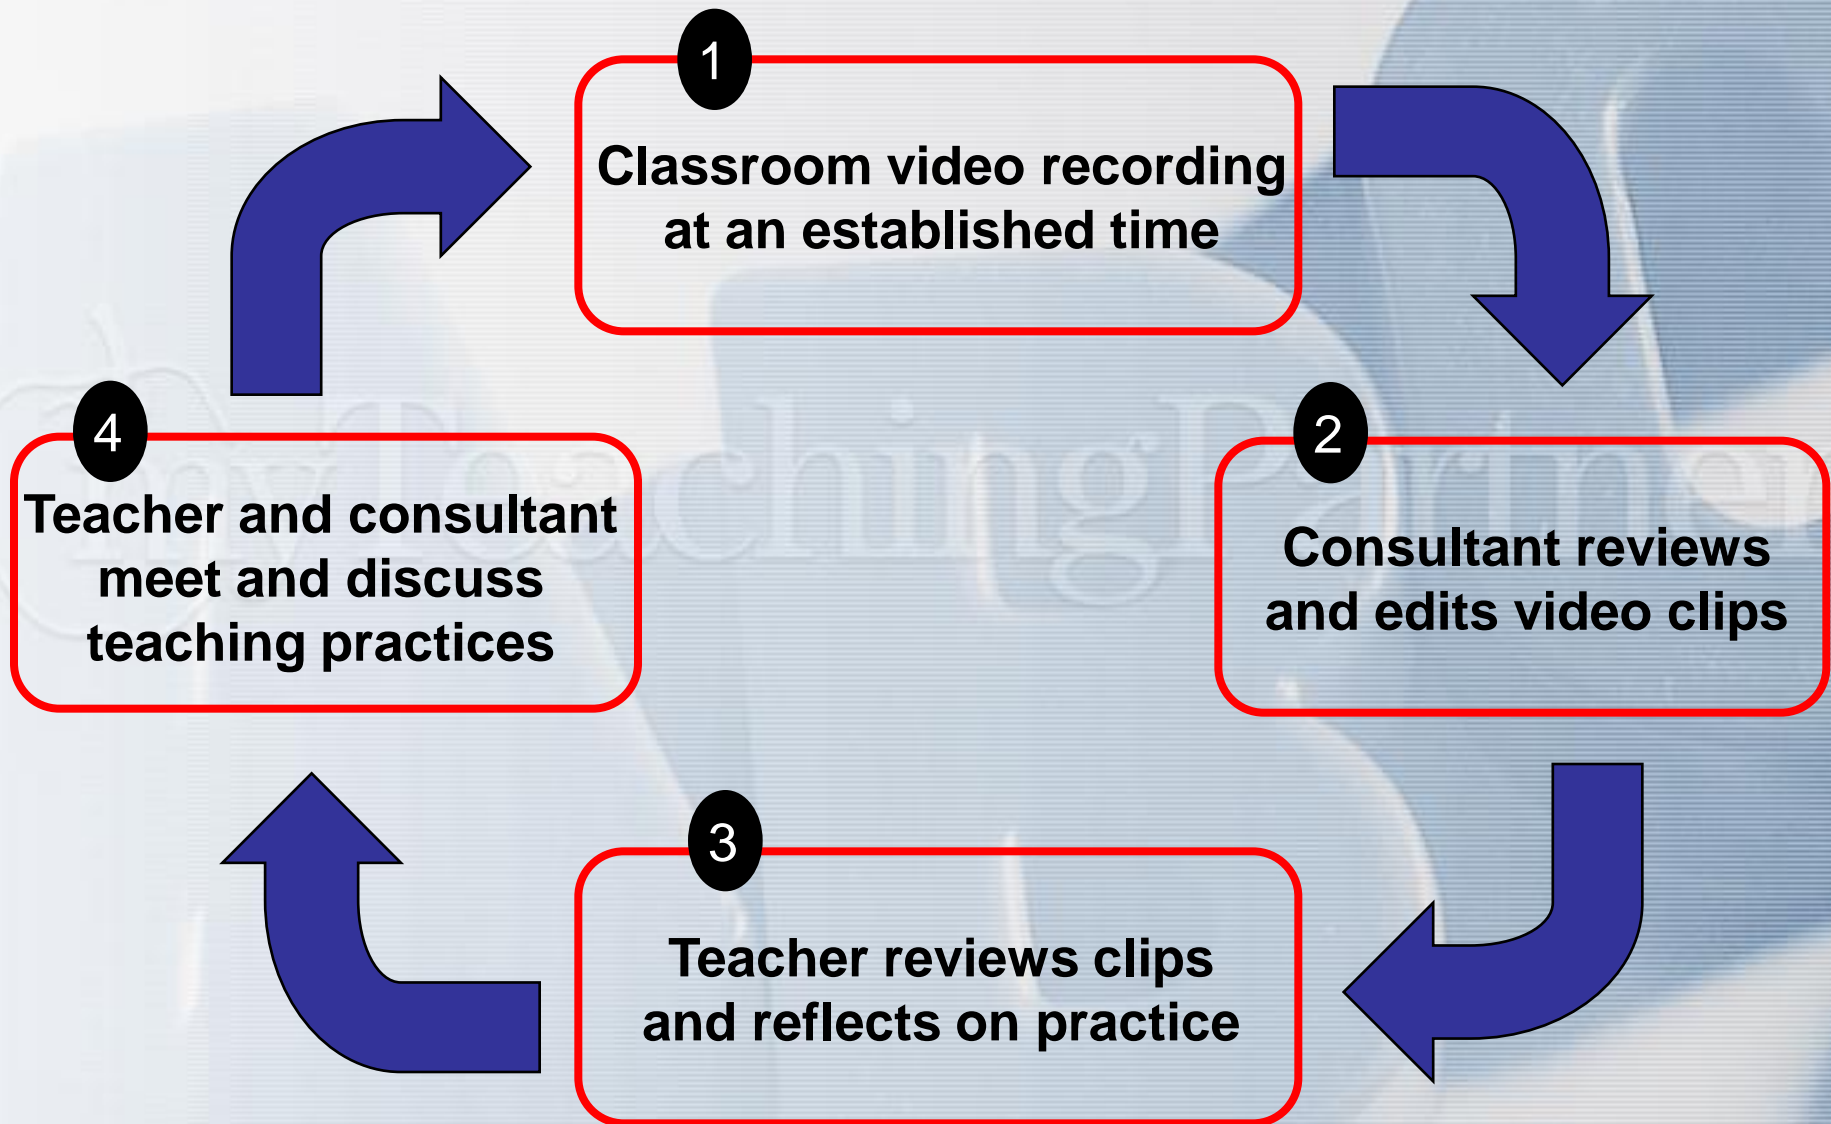 1
Classroom video recording
at an established time
2
Consultant reviews
and edits video clips
3
Teacher reviews clips
and reflects on practice
4
Teacher and consultant
meet and discuss
teaching practices
myTeachingPartner